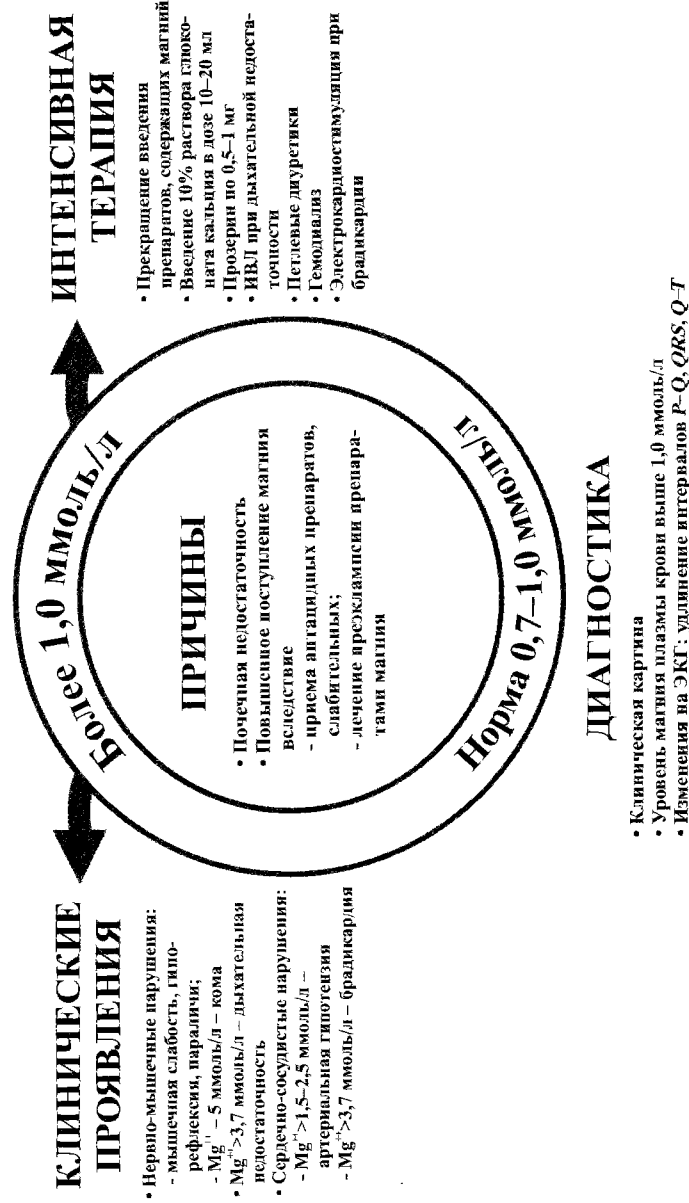 КЛИНИЧЕСКИЕ
ПРОЯВЛЕНИЯ
• Нервно-мышечные нарушения:
- мышечная слабость, гипо-
рефлексия, параличи;
- Mg⁺⁺ – 5 ммоль/л – кома
• Mg⁺⁺>3,7 ммоль/л – дыхательная
недостаточность
• Сердечно-сосудистые нарушения:
- Mg⁺⁺>1,5–2,5 ммоль/л –
артериальная гипотензия
- Mg⁺⁺>3,7 ммоль/л – брадикардия
Более 1,0 ммоль/л
ПРИЧИНЫ
• Почечная недостаточность
• Повышенное поступление магния
вследствие
- приема антацидных препаратов,
слабительных;
- лечение преэклампсии препара-
тами магния
Норма 0,7–1,0 ммоль/л
ИНТЕНСИВНАЯ
ТЕРАПИЯ
• Прекращение введения
препаратов, содержащих магний
• Введение 10% раствора глюко-
ната кальция в дозе 10–20 мл
• Прозерин по 0,5–1 мг
• ИВЛ при дыхательной недоста-
точности
• Петлевые диуретики
• Гемодиализ
• Электрокардиостимуляция при
брадикардии
ДИАГНОСТИКА
• Клиническая картина
• Уровень магния плазмы крови выше 1,0 ммоль/л
• Изменения на ЭКГ: удлинение интервалов P–Q, QRS, Q–T